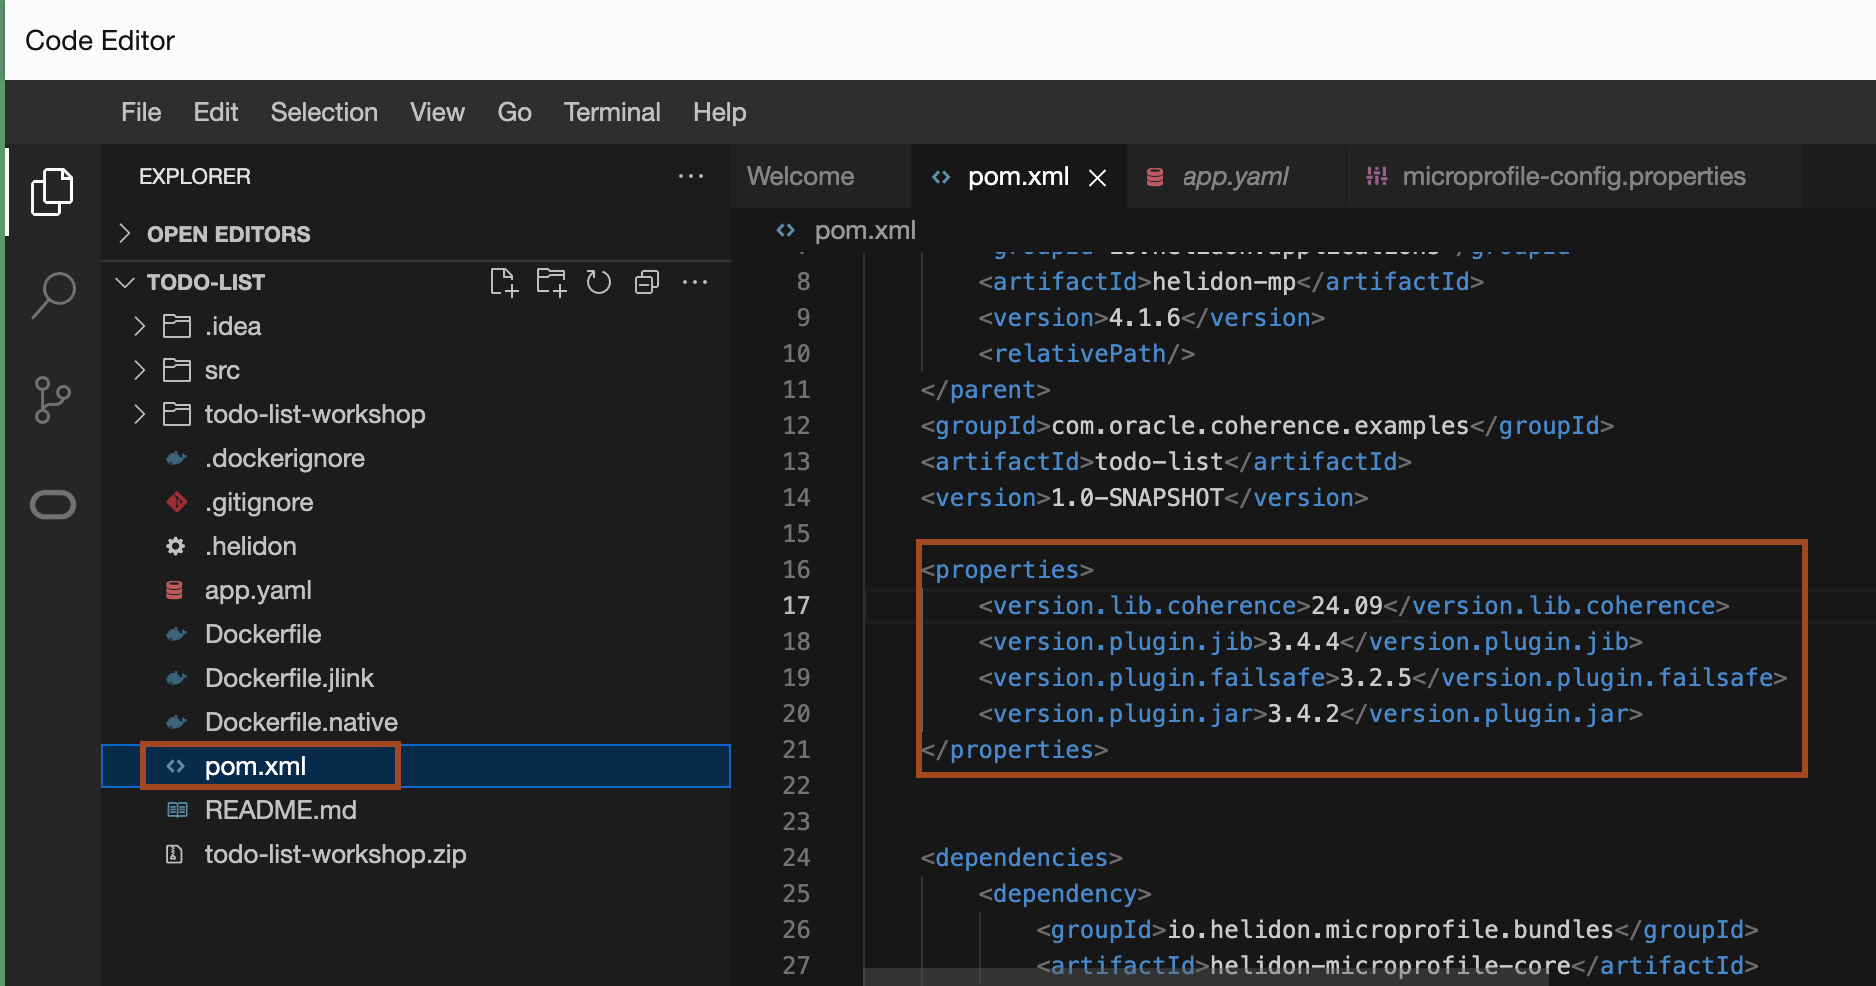 Code Editor
File Edit Selection View Go Terminal Help
EXPLORER
OPEN EDITORS
TODO-LIST
.idea
src
todo-list-workshop
.dockerignore
.gitignore
.helidon
app.yaml
Dockerfile
Dockerfile.jlink
Dockerfile.native
pom.xml
README.md
todo-list-workshop.zip
Welcome pom.xml app.yaml microprofile-config.properties
pom.xml
8 <artifactId>helidon-mp</artifactId>
9 <version>4.1.6</version>
10 <relativePath/>
11 </parent>
12 <groupId>com.oracle.coherence.examples</groupId>
13 <artifactId>todo-list</artifactId>
14 <version>1.0-SNAPSHOT</version>
15
16 <properties>
17 <version.lib.coherence>24.09</version.lib.coherence>
18 <version.plugin.jib>3.4.4</version.plugin.jib>
19 <version.plugin.failsafe>3.2.5</version.plugin.failsafe>
20 <version.plugin.jar>3.4.2</version.plugin.jar>
21 </properties>
22
23
24 <dependencies>
25 <dependency>
26 <groupId>io.helidon.microprofile.bundles</groupId>
27 <artifactId>helidon-microprofile-core</artifactId>